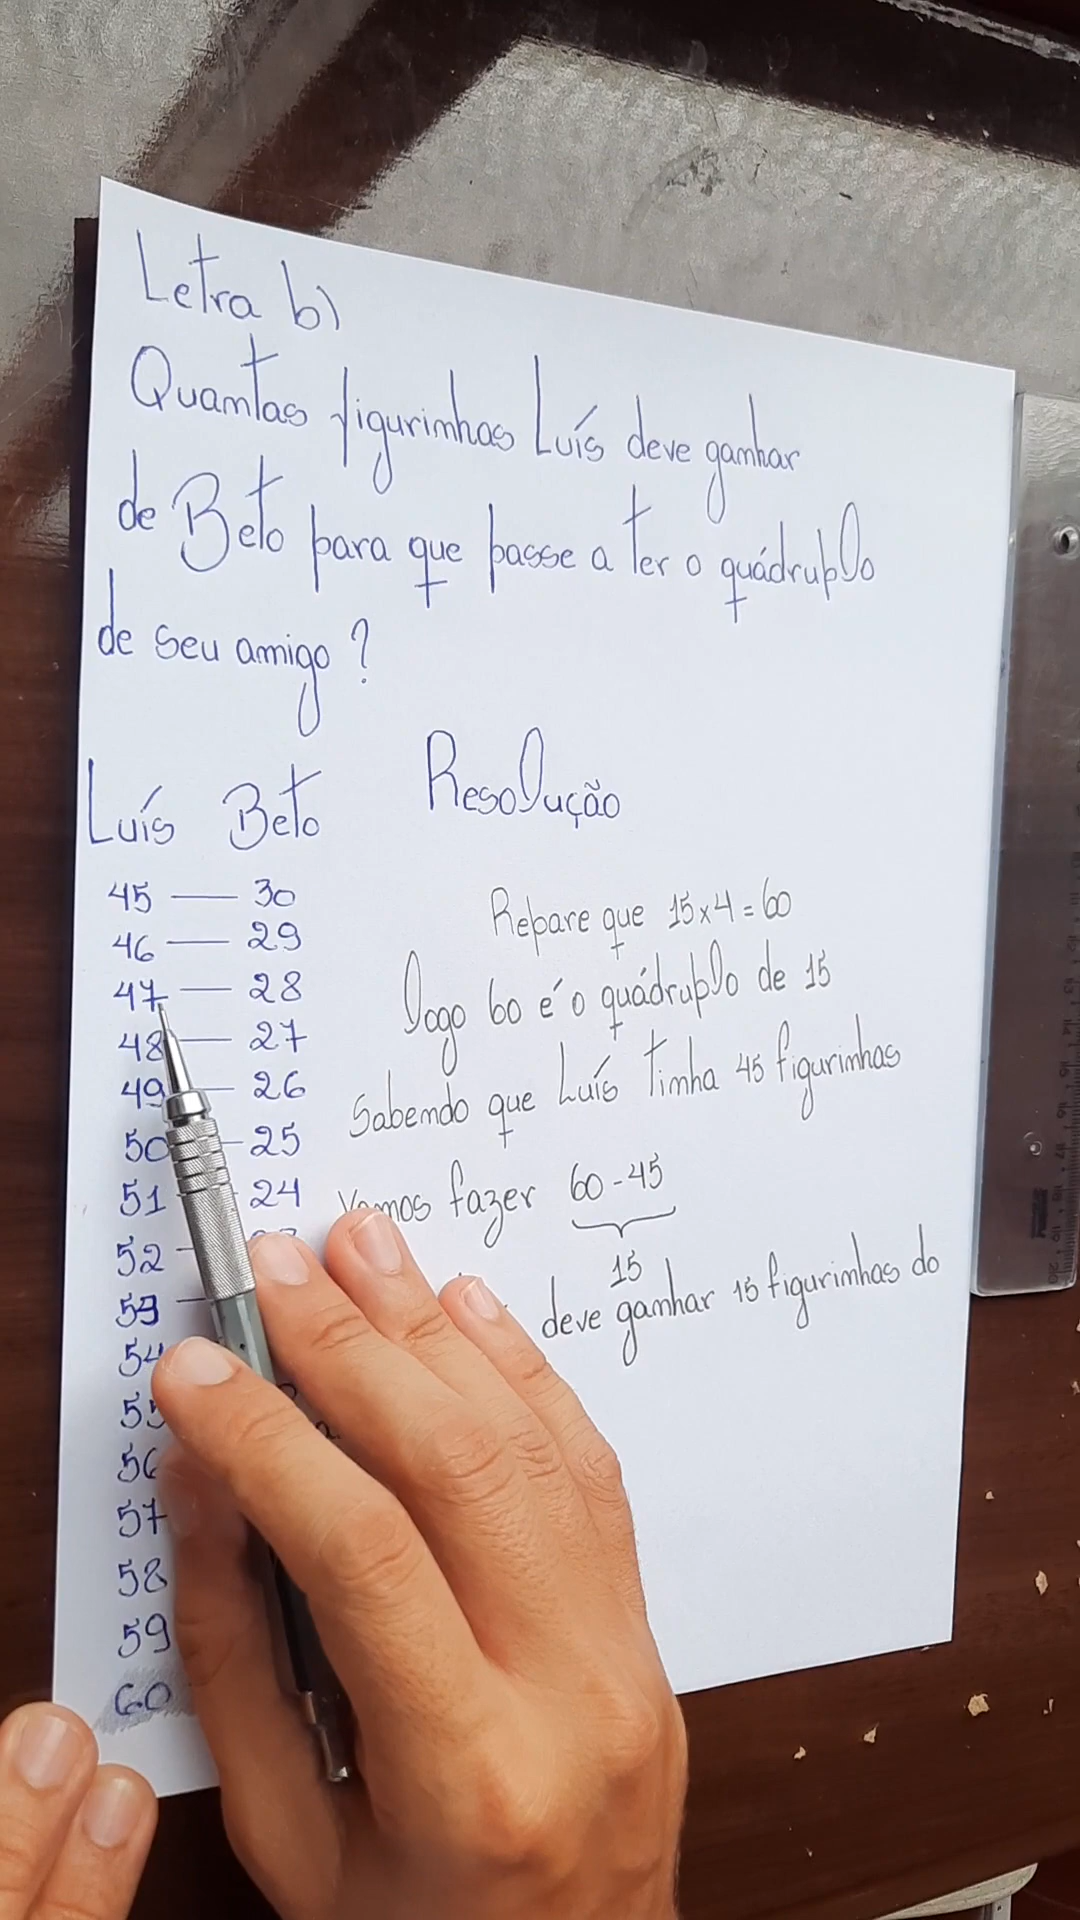 Letra b)
Quantas figurinhas Luís deve ganhar
de Beto para que passe a ter o quádruplo
de seu amigo?
Luís Beto
45 — 30
46 — 29
47 — 28
48 — 27
49 — 26
50 — 25
51 - 24
52 -
53 -
54
55
56
57
58
59
60
Resolução
Repare que 15x4=60
logo 60 é o quádruplo de 15
Sabendo que Luís tinha 45 figurinhas
Vamos fazer 60-45
15
deve ganhar 15 figurinhas do